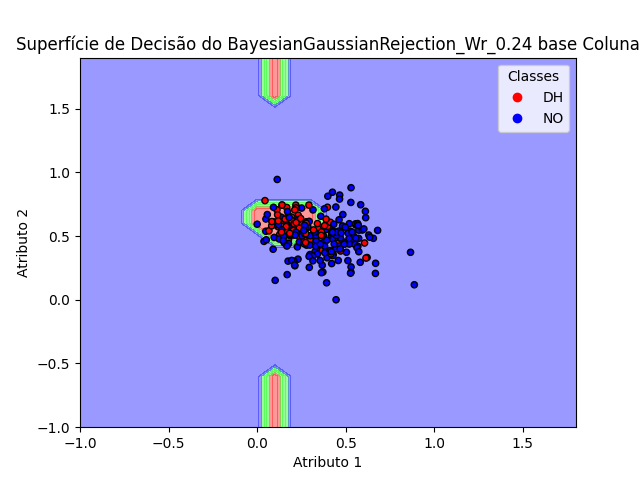 Superfície de Decisão do BayesianGaussianRejection_Wr_0.24 base Coluna
Classes
DH
NO
1.5
1.0
0.5
0.0
−0.5
−1.0
Atributo 2
−1.0 −0.5 0.0 0.5 1.0 1.5
Atributo 1